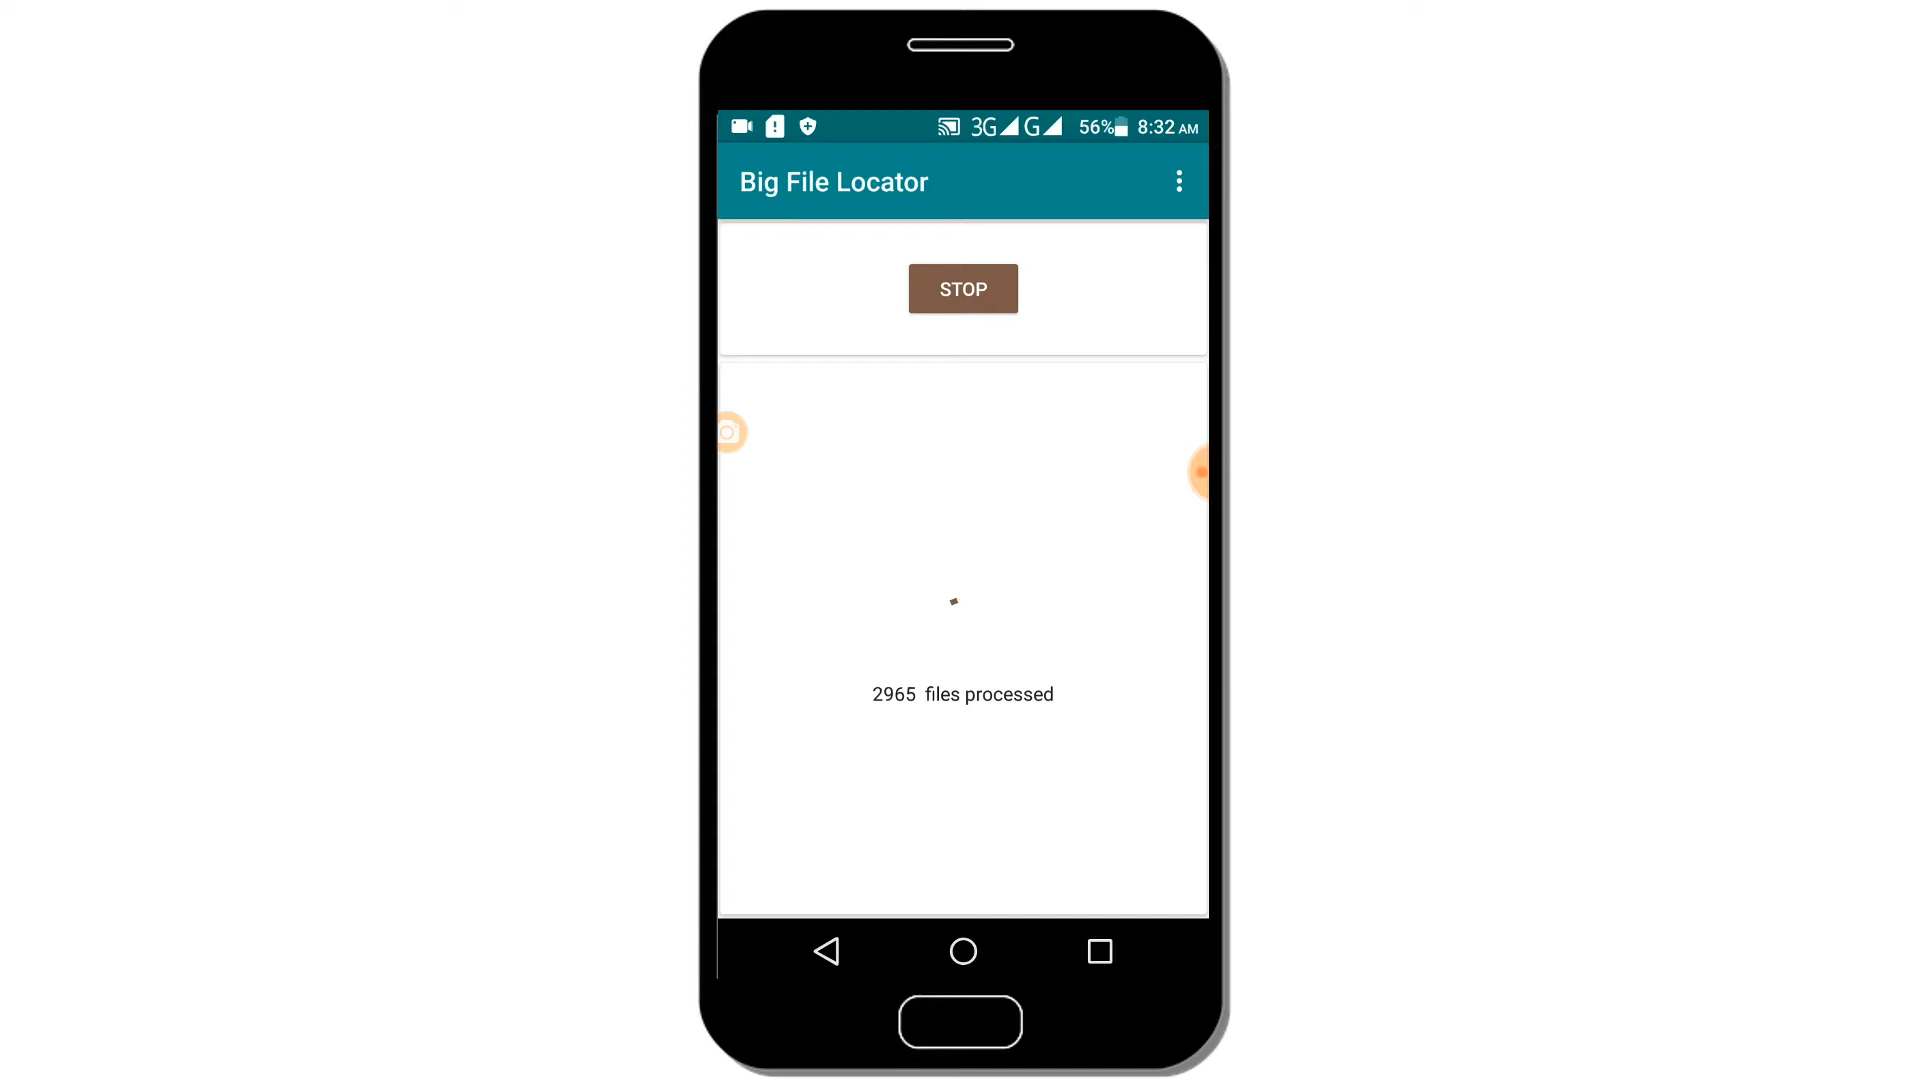 3G G 56% 8:32 AM
Big File Locator
STOP
2965 files processed